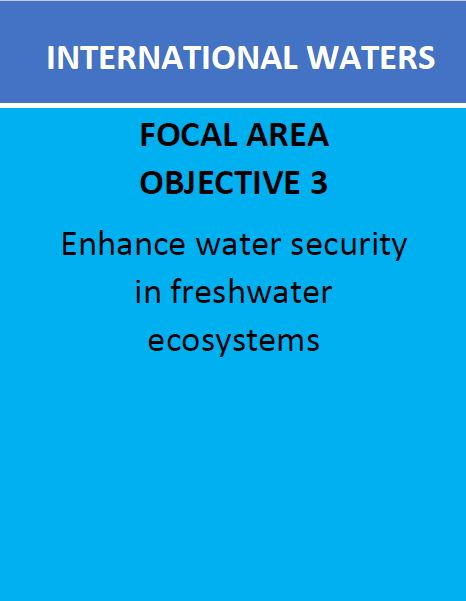 INTERNATIONAL WATERS
FOCAL AREA
OBJECTIVE 3
Enhance water security
in freshwater
ecosystems